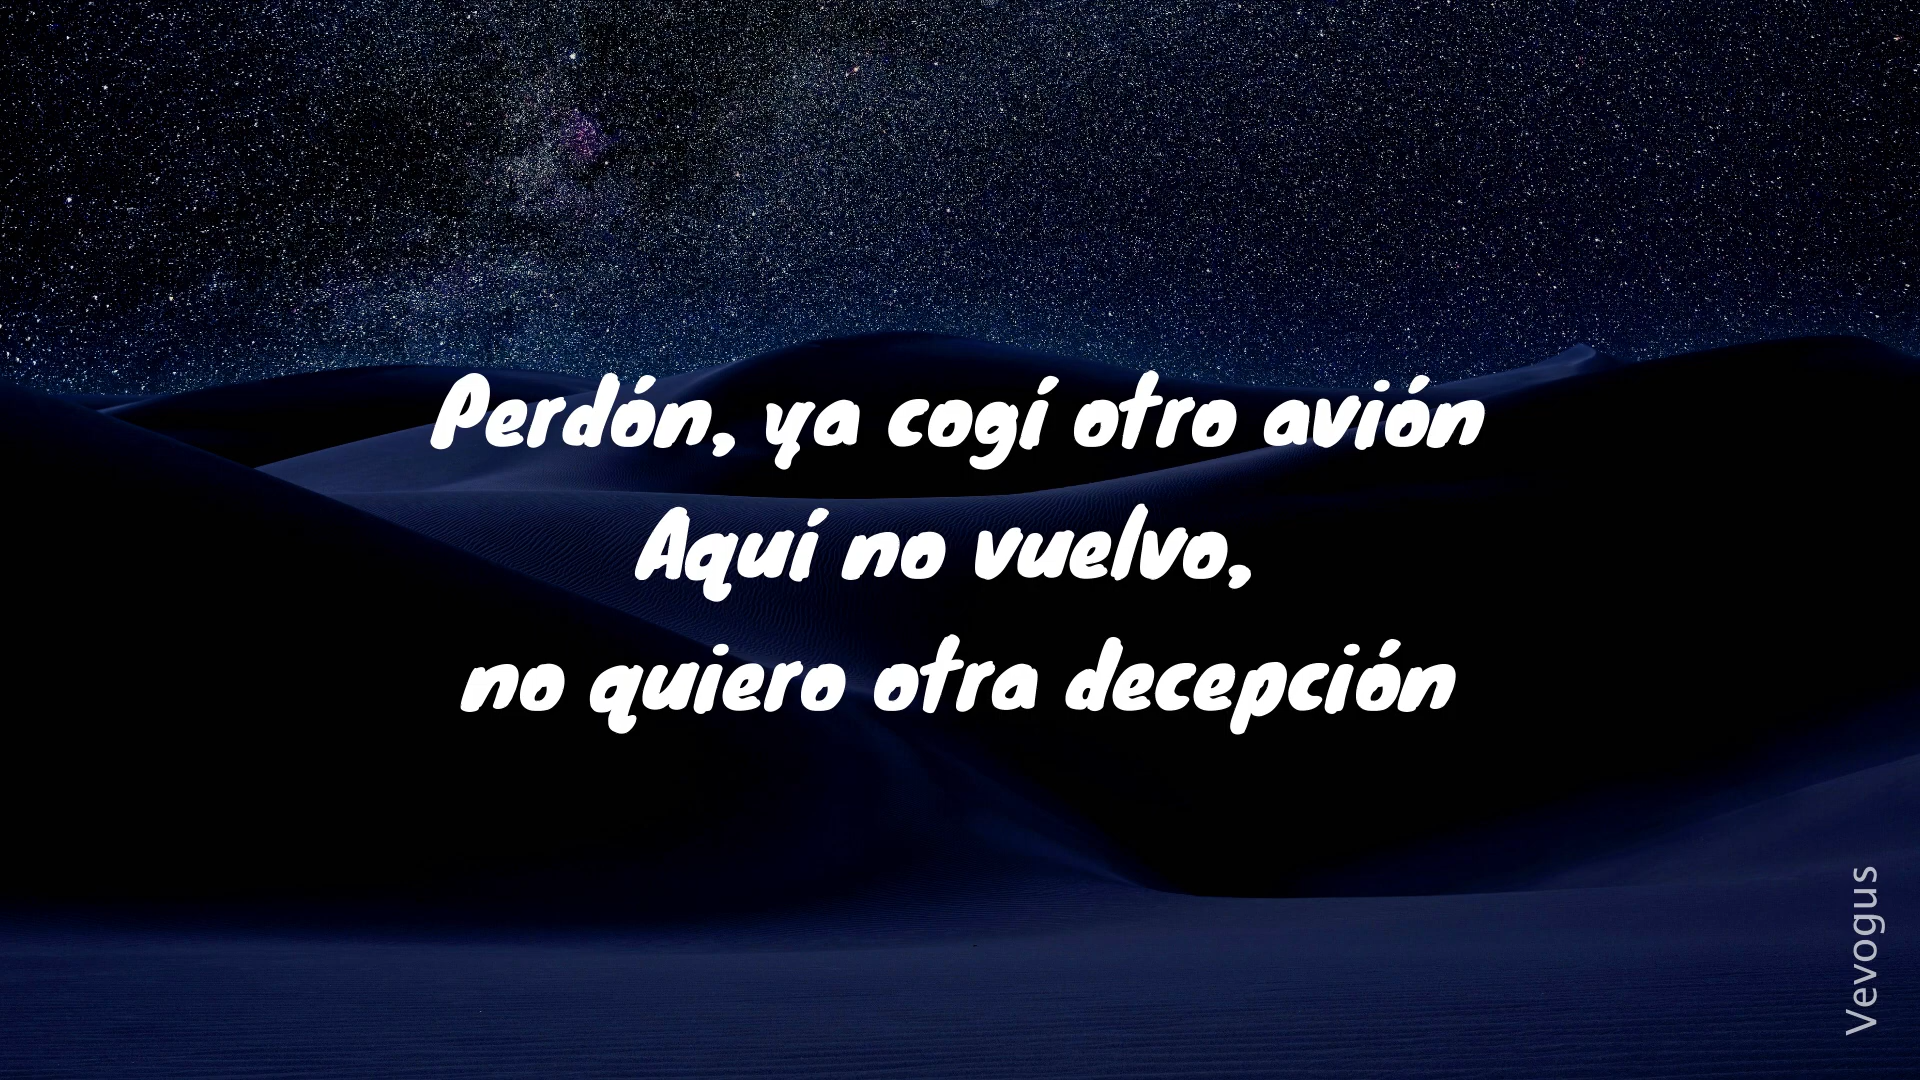 Perdón, ya cogí otro avión
Aquí no vuelvo,
no quiero otra decepción
Vevogus